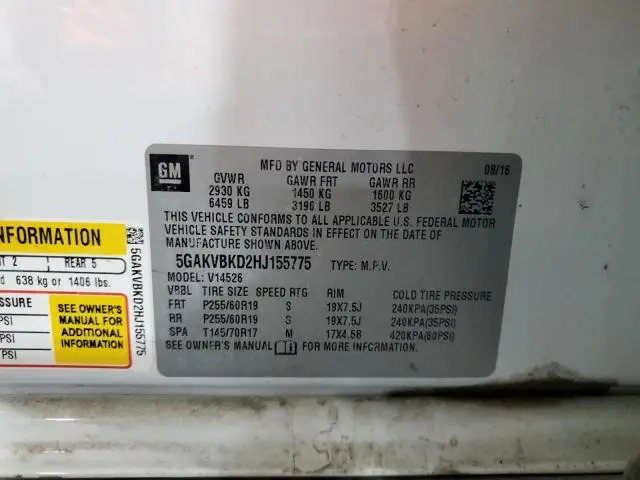 GM
MFD BY GENERAL MOTORS LLC 08/16
GVWR GAWR FRT GAWR RR
2930 KG 1450 KG 1600 KG
6459 LB 3196 LB 3527 LB
THIS VEHICLE CONFORMS TO ALL APPLICABLE U.S. FEDERAL MOTOR
VEHICLE SAFETY STANDARDS IN EFFECT ON THE DATE OF
MANUFACTURE SHOWN ABOVE.
5GAKVBKD2HJ155775 TYPE: M.P.V.
MODEL: V14526
TIRE SIZE SPEED RTG RIM COLD TIRE PRESSURE
FRT P255/60R19 S 19X7.5J 240KPA(35PSI)
RR P255/60R19 S 19X7.5J 240KPA(35PSI)
SPA T145/70R17 M 17X4.5B 420KPA(60PSI)
SEE OWNER'S MANUAL FOR MORE INFORMATION.
NFORMATION
T 2 REAR 5
638 kg or 1406 lbs.
SSURE
PSI
PSI
PSI
SEE OWNER'S
MANUAL FOR
ADDITIONAL
INFORMATION
5GAKVBKD2HJ155775